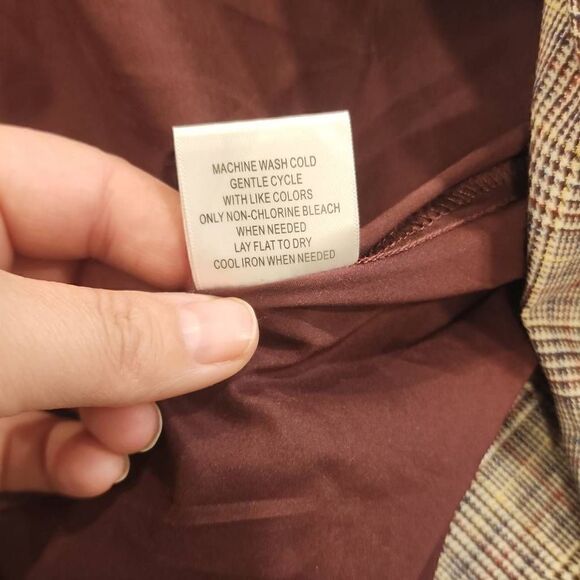 MACHINE WASH COLD
GENTLE CYCLE
WITH LIKE COLORS
ONLY NON-CHLORINE BLEACH
WHEN NEEDED
LAY FLAT TO DRY
COOL IRON WHEN NEEDED